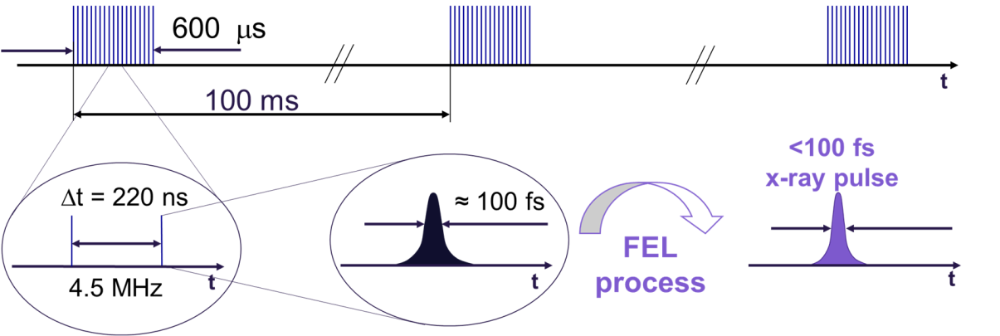 600 μs
t
100 ms
Δt = 220 ns
4.5 MHz
t
≈ 100 fs
t
FEL
process
<100 fs
x-ray pulse
t